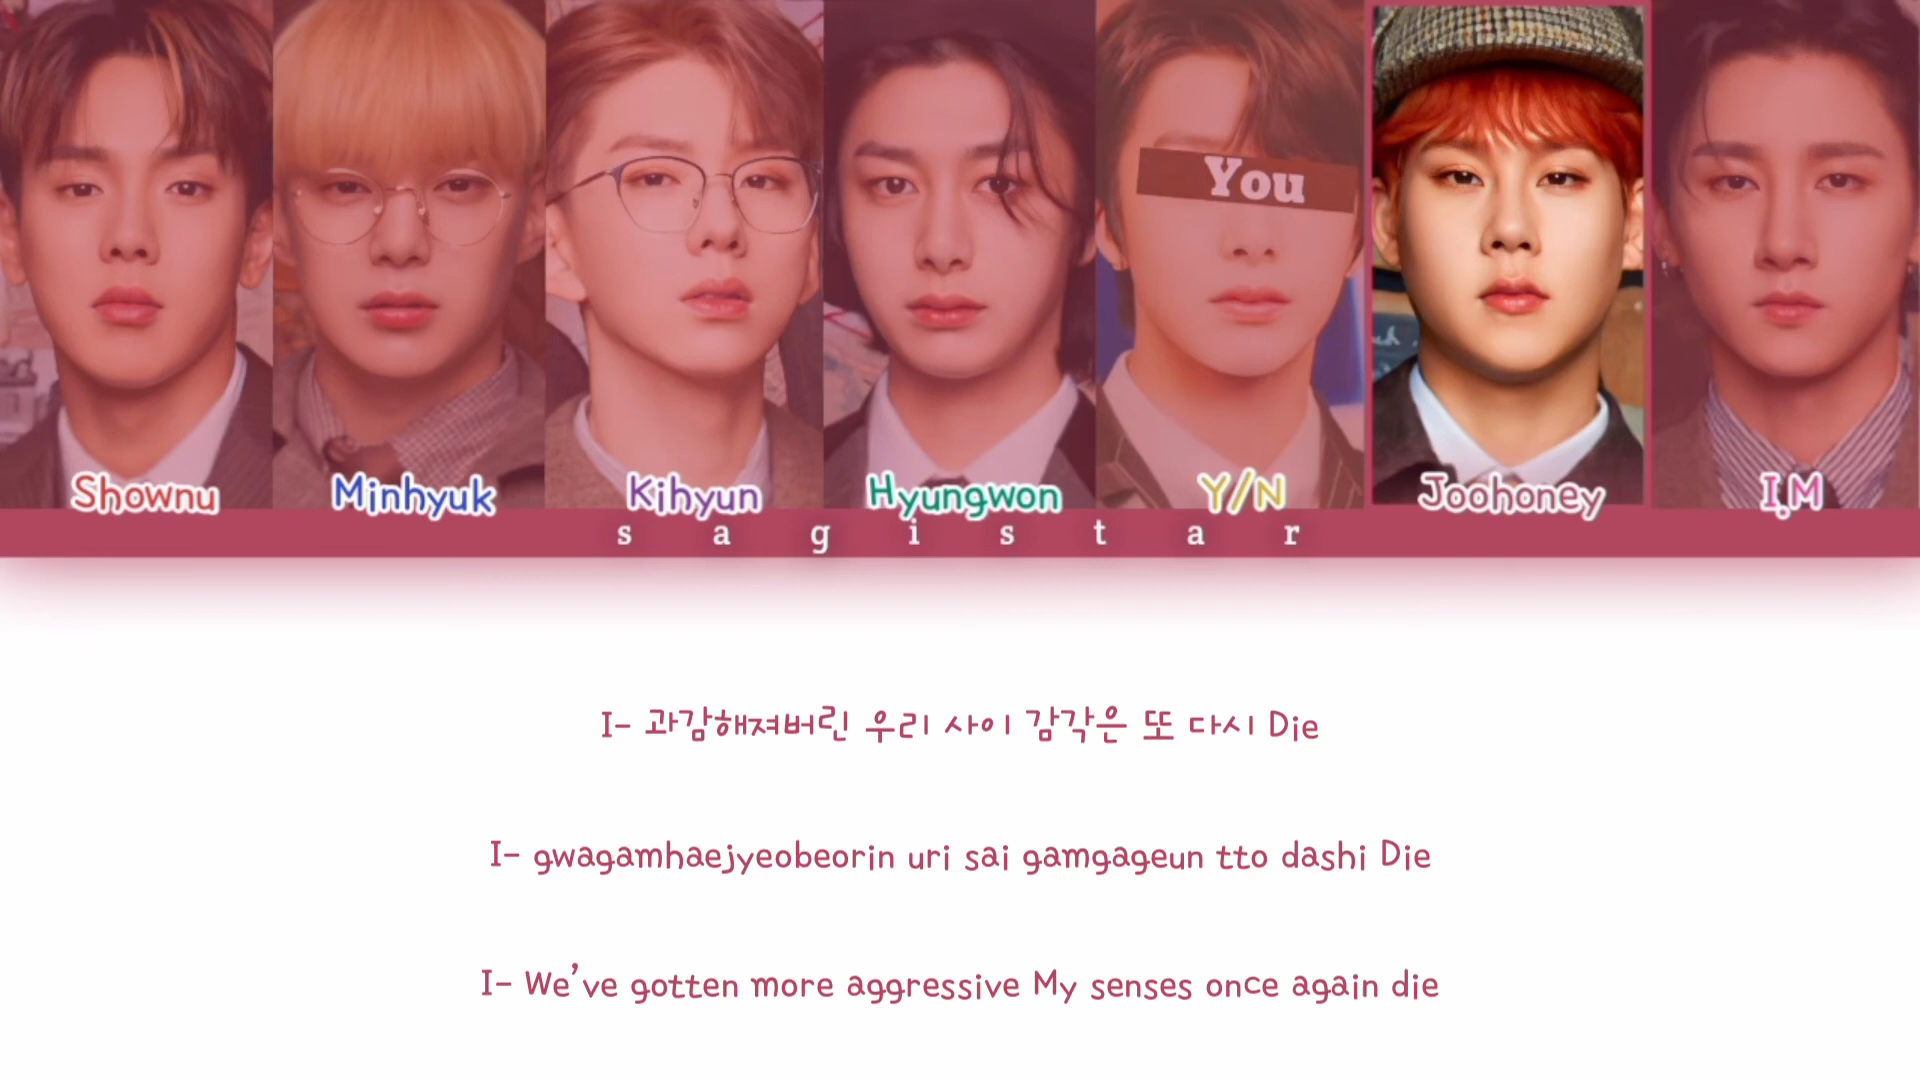 You
Shownu Minhyuk Kihyun Hyungwon Y/N Joohoney I.M
sagistar
I- 과감해져버린 우리 사이 감각은 또 다시 Die
I- gwagamhaejyeobeorin uri sai gamgageun tto dashi Die
I- We've gotten more aggressive My senses once again die